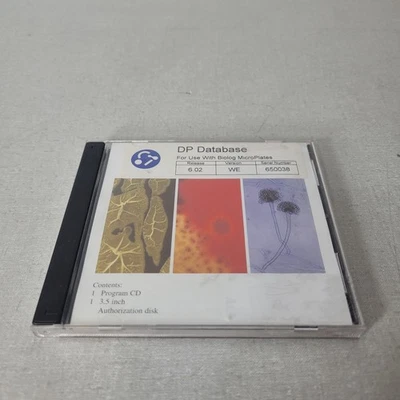 DP Database
For Use With Biolog MicroPlates
Release Version Serial Number
6.02 WE 650038
Contents:
1 Program CD
1 3.5 inch
Authorization disk